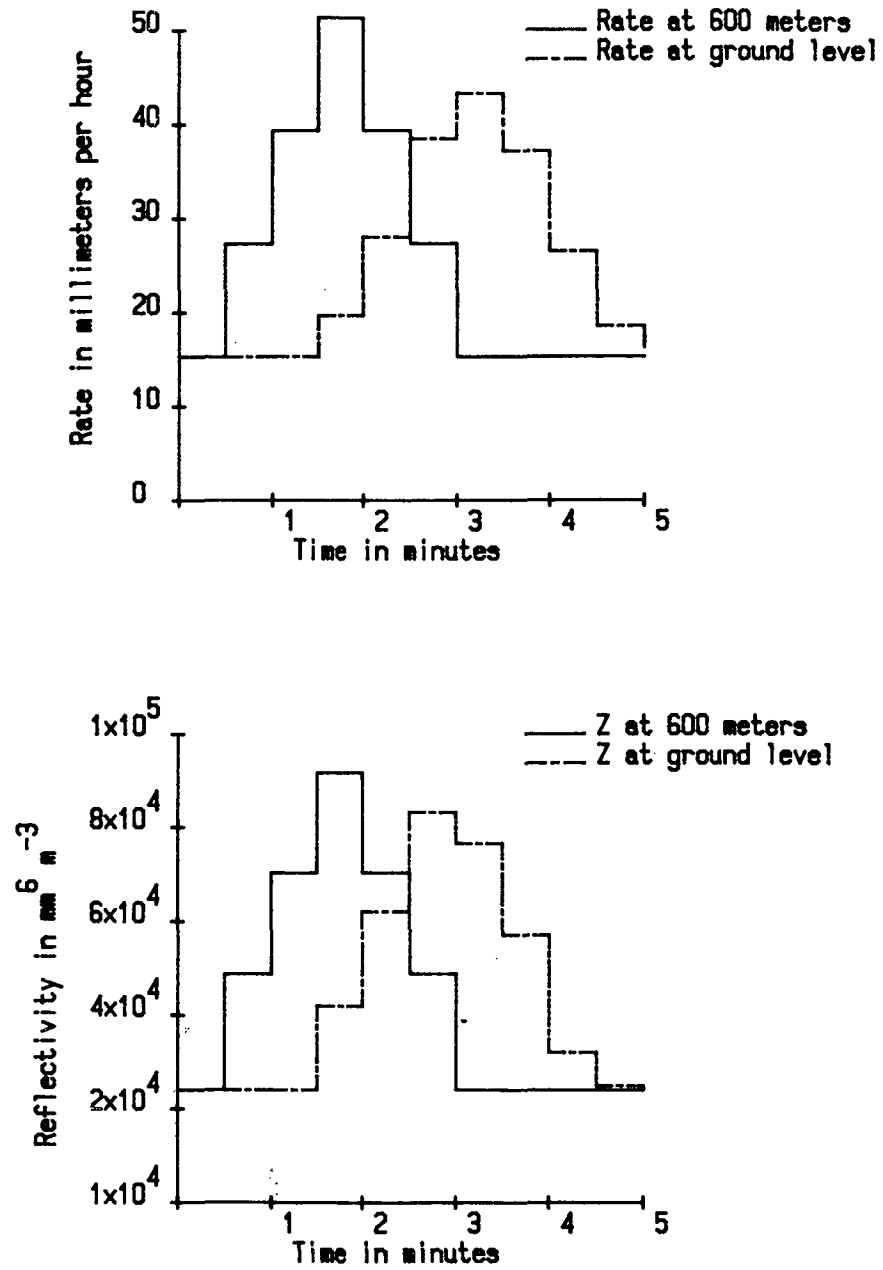 50
Rate at 600 meters
Rate at ground level
40
30
20
10
0
Rate in millimeters per hour
1 2 3 4 5
Time in minutes
1x10^5
Z at 600 meters
Z at ground level
8x10^4
6x10^4
4x10^4
2x10^4
1x10^4
Reflectivity in mm^6 m^-3
1 2 3 4 5
Time in minutes